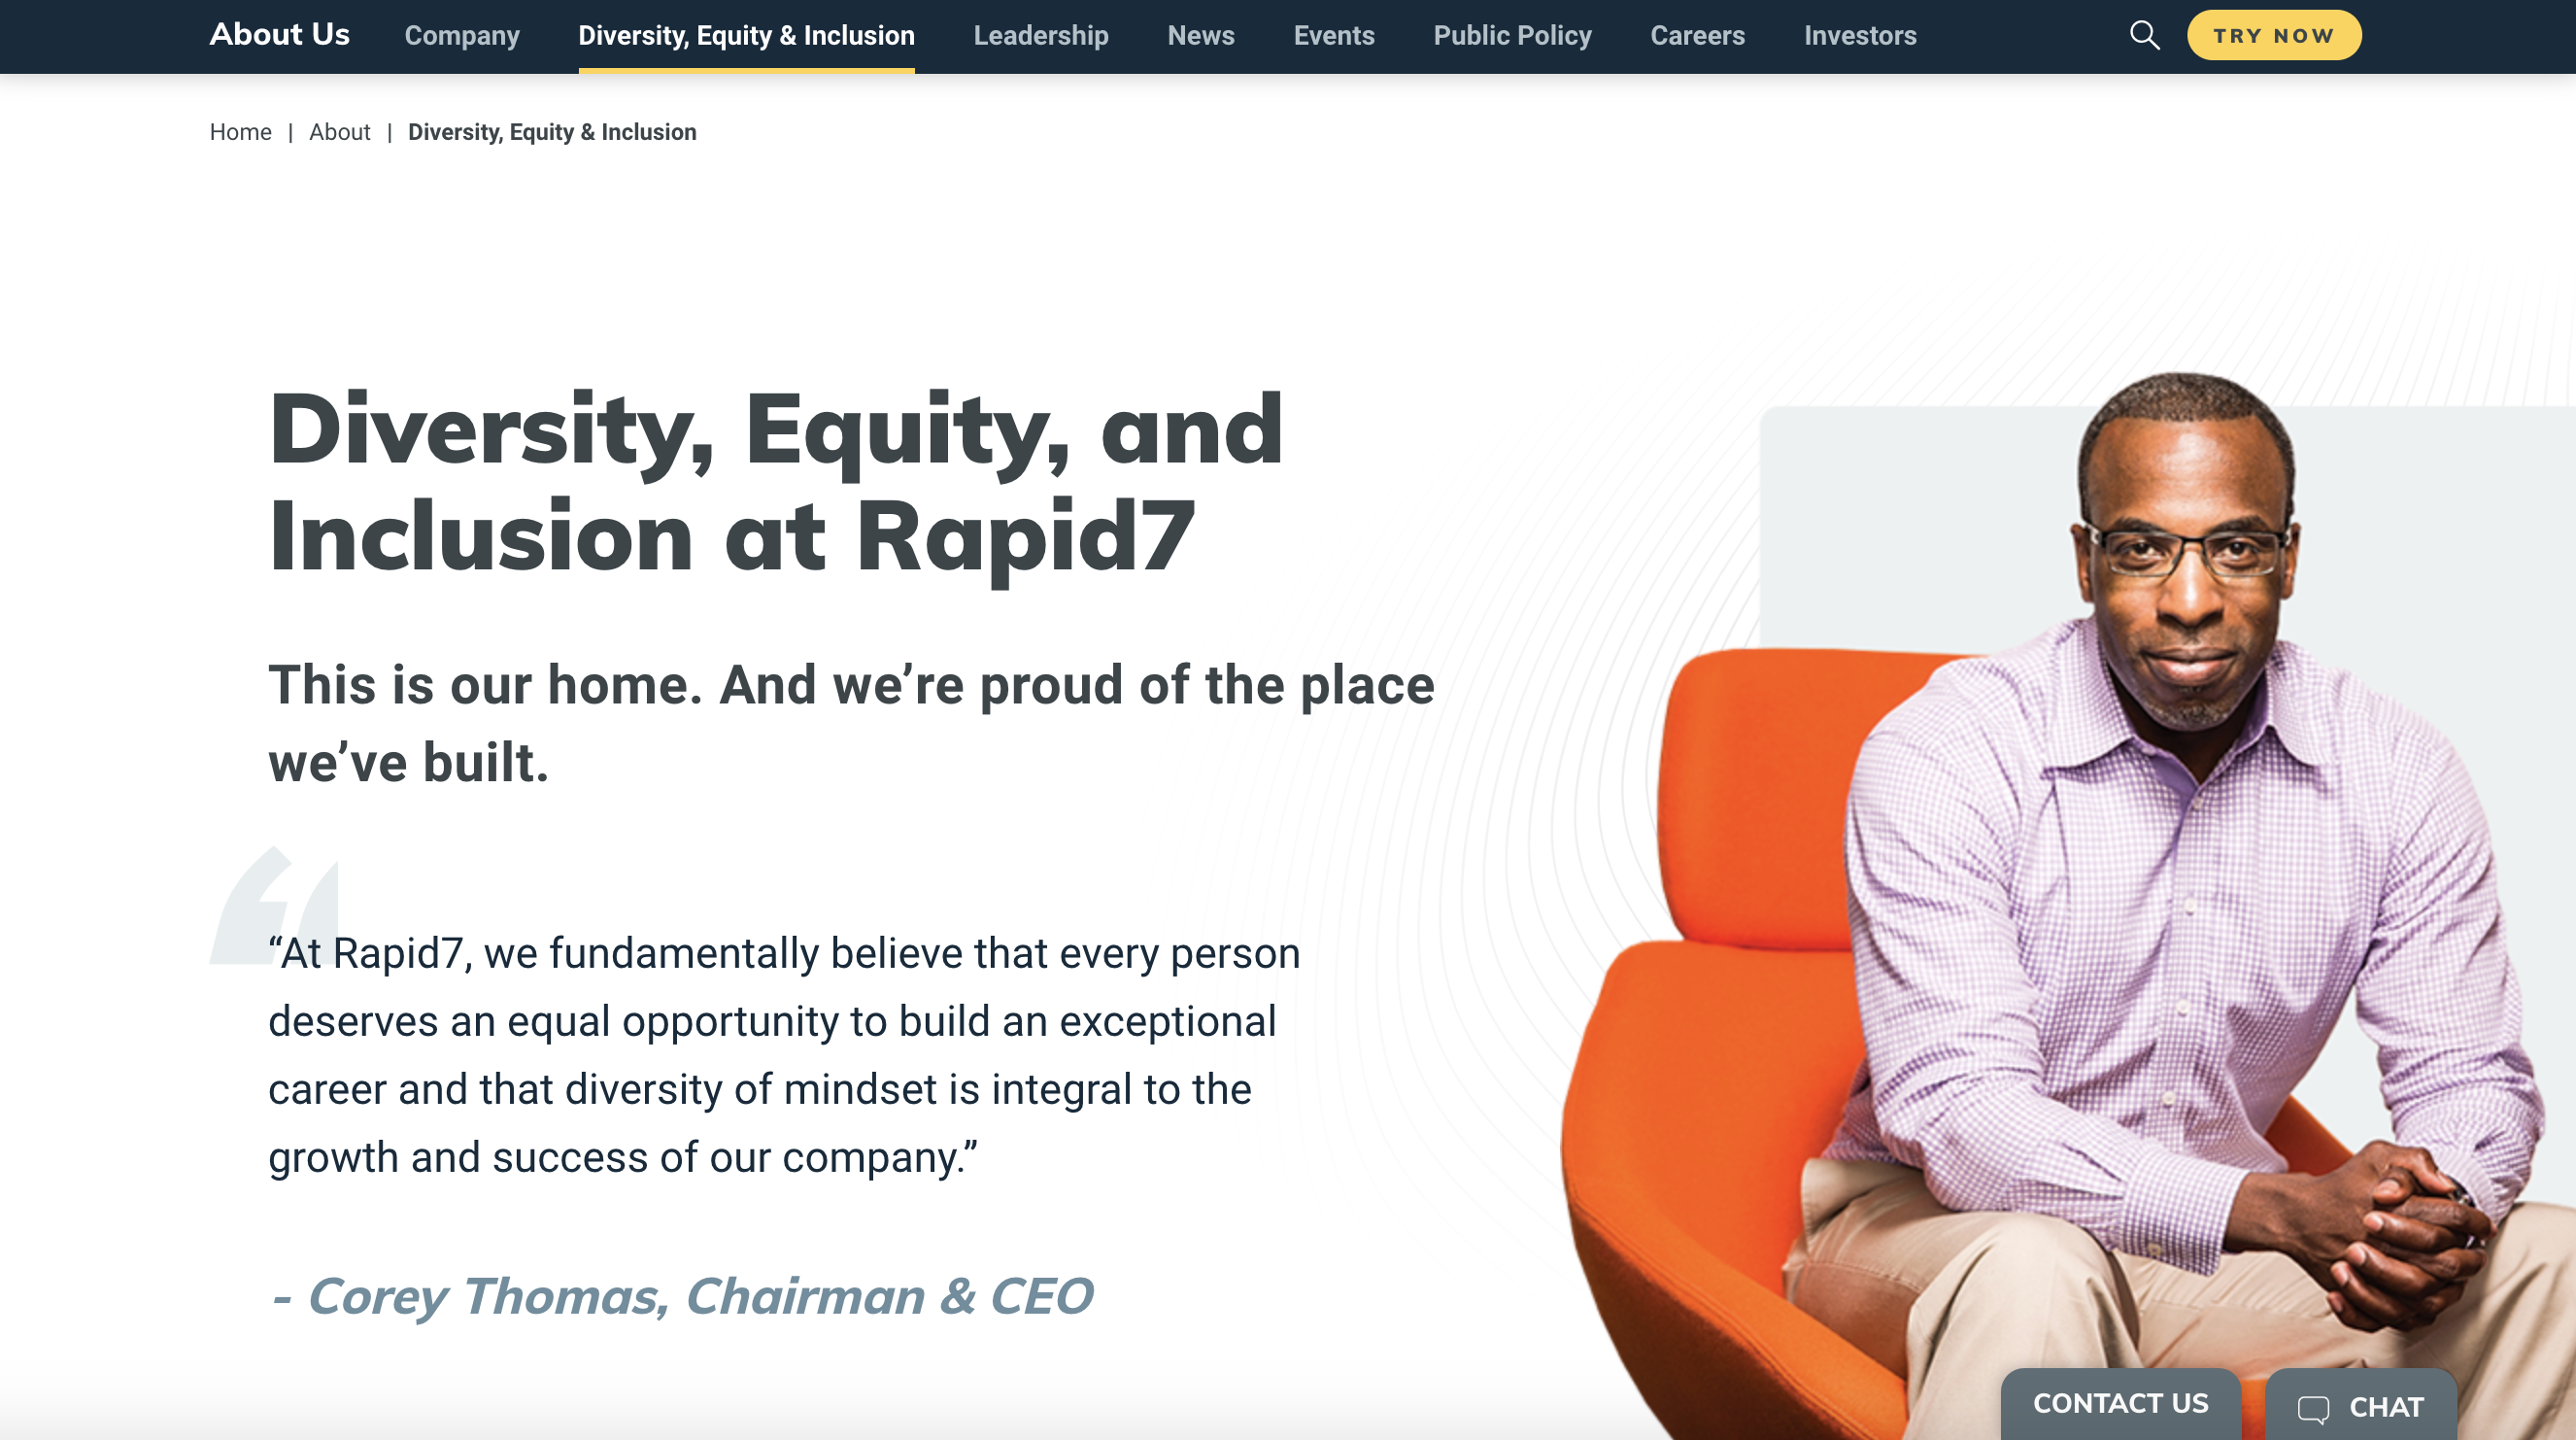 About Us Company Diversity, Equity & Inclusion Leadership News Events Public Policy Careers Investors TRY NOW
Home | About | Diversity, Equity & Inclusion
Diversity, Equity, and
Inclusion at Rapid7
This is our home. And we’re proud of the place
we’ve built.
“At Rapid7, we fundamentally believe that every person
deserves an equal opportunity to build an exceptional
career and that diversity of mindset is integral to the
growth and success of our company.”
- Corey Thomas, Chairman & CEO
CONTACT US CHAT